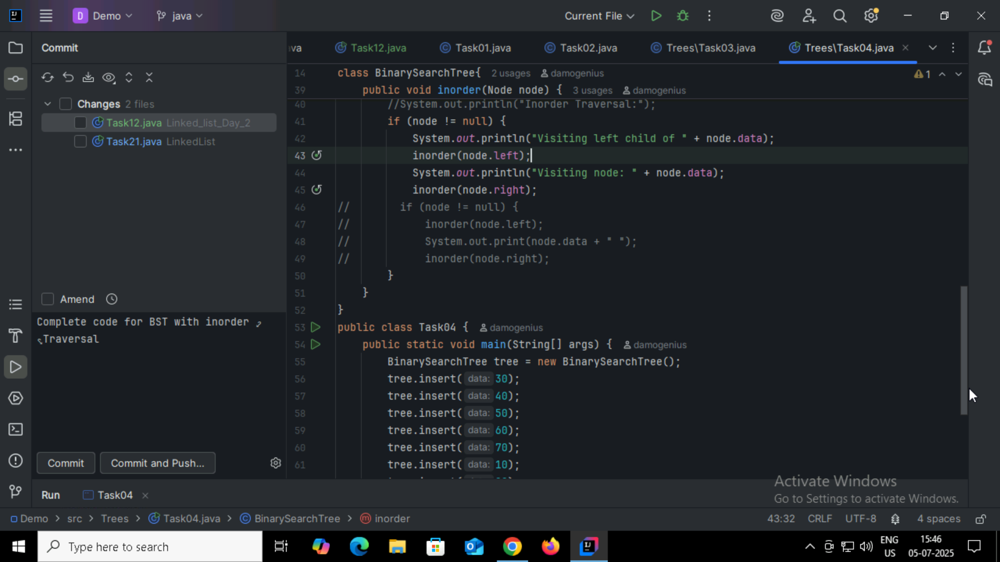 D Demo java Current File
Commit
ava Task12.java Task01.java Task02.java Trees\Task03.java Trees\Task04.java
Changes 2 files
Task12.java Linked_list_Day_2
Task21.java LinkedList
Amend
Complete code for BST with inorder
Traversal
Commit Commit and Push...
14 class BinarySearchTree{ 2 usages damogenius 1
39 public void inorder(Node node) { 3 usages damogenius
40 //System.out.println("Inorder Traversal:");
41 if (node != null) {
42 System.out.println("Visiting left child of " + node.data);
43 inorder(node.left);
44 System.out.println("Visiting node: " + node.data);
45 inorder(node.right);
46 // if (node != null) {
47 // inorder(node.left);
48 // System.out.print(node.data + " ");
49 // inorder(node.right);
50 }
51 }
52 }
53 public class Task04 { damogenius
54 public static void main(String[] args) { damogenius
55 BinarySearchTree tree = new BinarySearchTree();
56 tree.insert( data: 30);
57 tree.insert( data: 40);
58 tree.insert( data: 50);
59 tree.insert( data: 60);
60 tree.insert( data: 70);
61 tree.insert( data: 10);
Activate Windows
Go to Settings to activate Windows.
Run Task04
Demo > src > Trees > Task04.java > BinarySearchTree > inorder 43:32 CRLF UTF-8 4 spaces
Type here to search
ENG
US
15:46
05-07-2025